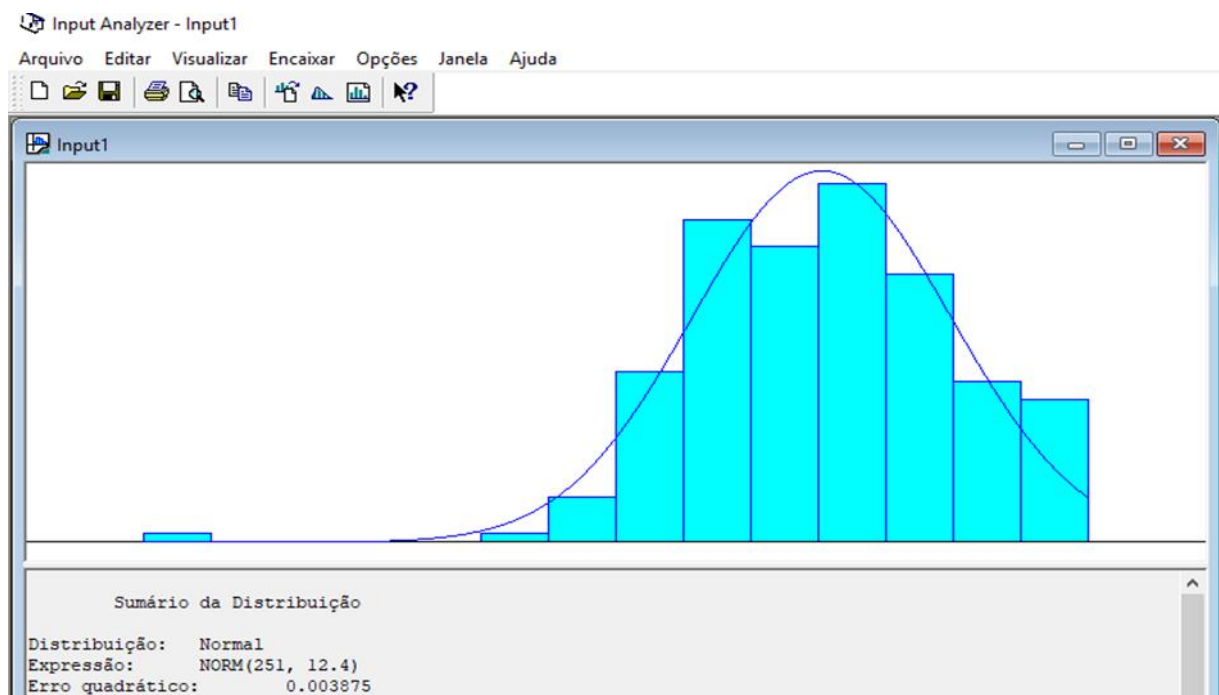 Input Analyzer - Input1
Arquivo Editar Visualizar Encaixar Opções Janela Ajuda
Input1
Sumário da Distribuição
Distribuição: Normal
Expressão: NORM(251, 12.4)
Erro quadrático: 0.003875